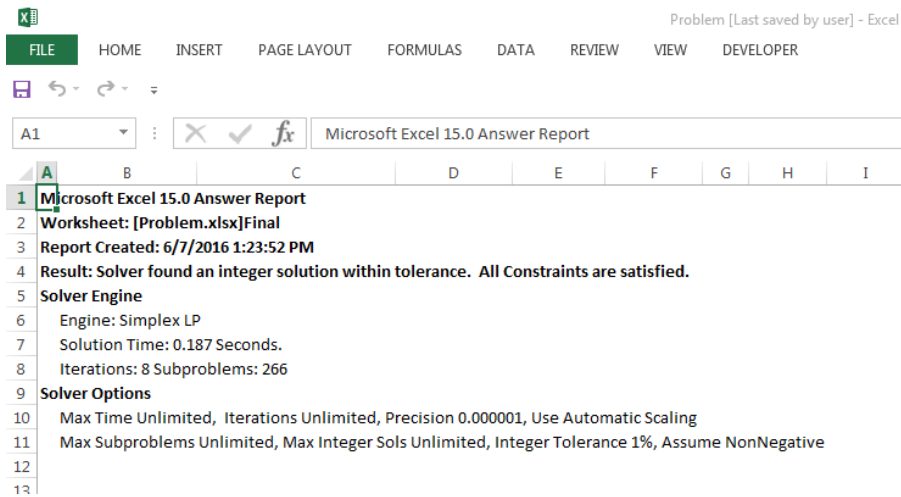 Problem [Last saved by user] - Excel
FILE HOME INSERT PAGE LAYOUT FORMULAS DATA REVIEW VIEW DEVELOPER
A1 fx Microsoft Excel 15.0 Answer Report
A B C D E F G H I
1 Microsoft Excel 15.0 Answer Report
2 Worksheet: [Problem.xlsx]Final
3 Report Created: 6/7/2016 1:23:52 PM
4 Result: Solver found an integer solution within tolerance. All Constraints are satisfied.
5 Solver Engine
6 Engine: Simplex LP
7 Solution Time: 0.187 Seconds.
8 Iterations: 8 Subproblems: 266
9 Solver Options
10 Max Time Unlimited, Iterations Unlimited, Precision 0.000001, Use Automatic Scaling
11 Max Subproblems Unlimited, Max Integer Sols Unlimited, Integer Tolerance 1%, Assume NonNegative
12
13